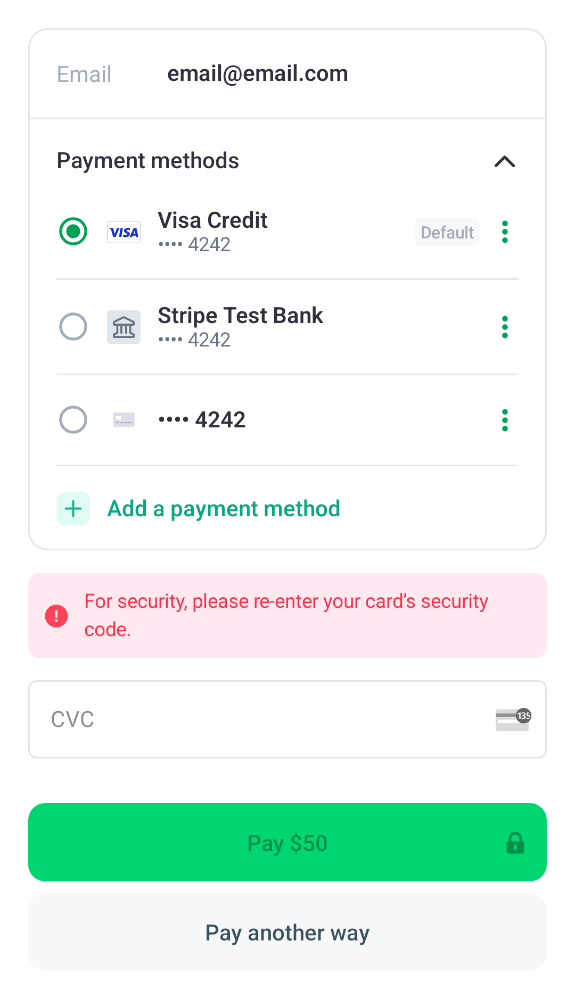 Email email@email.com
Payment methods
VISA Visa Credit Default
•••• 4242
Stripe Test Bank
•••• 4242
•••• 4242
Add a payment method
For security, please re-enter your card’s security
code.
CVC 135
Pay $50
Pay another way